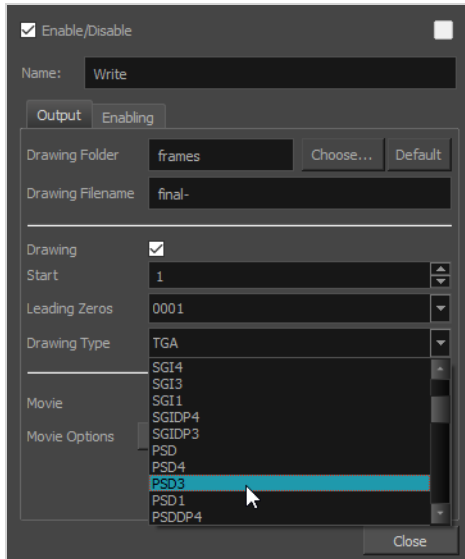 Enable/Disable
Name: Write
Output Enabling
Drawing Folder frames Choose... Default
Drawing Filename final-
Drawing
Start 1
Leading Zeros 0001
Drawing Type TGA
SGI4
SGI3
SGI1
SGIDP4
SGIDP3
Movie
Movie Options
PSD
PSD4
PSD3
PSD1
PSDDP4
Close